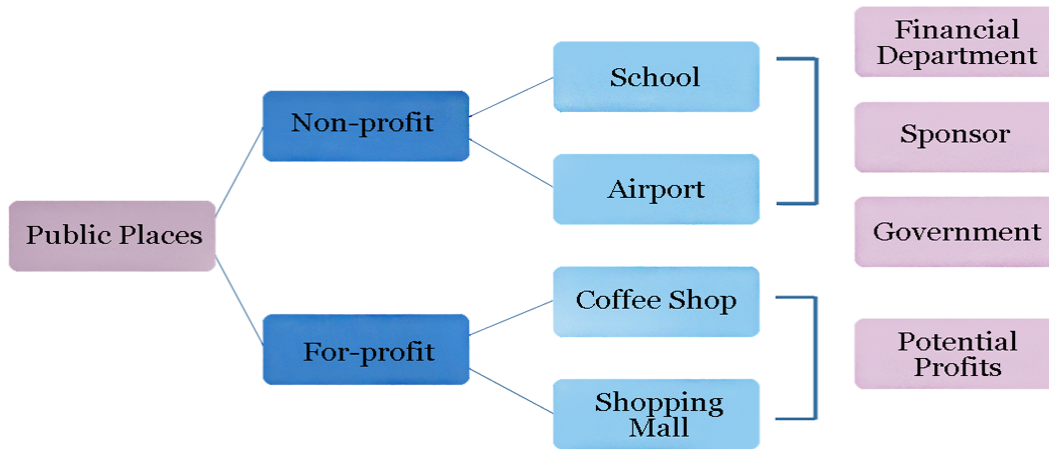 Public Places
Non-profit
For-profit
School
Airport
Coffee Shop
Shopping
Mall
Financial
Department
Sponsor
Government
Potential
Profits